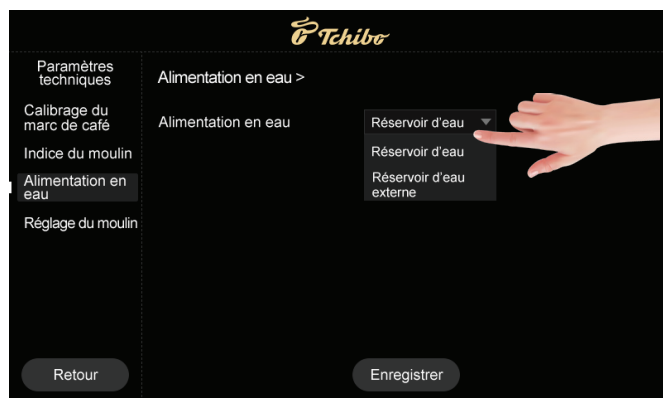 Tchibo
Paramètres
techniques
Alimentation en eau >
Calibrage du
marc de café
Alimentation en eau
Réservoir d'eau
Indice du moulin
Réservoir d'eau
Alimentation en
eau
Réservoir d'eau
externe
Réglage du moulin
Retour
Enregistrer